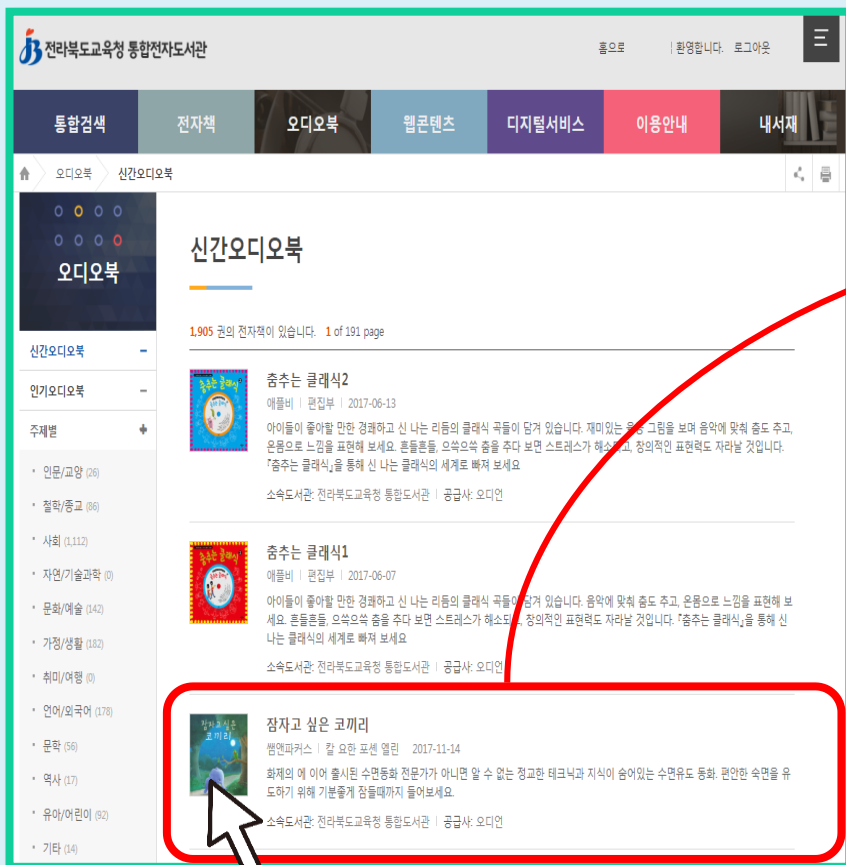 전라북도교육청 통합전자도서관
홈으로 | 환영합니다. 로그아웃
통합검색 전자책 오디오북 웹콘텐츠 디지털서비스 이용안내 내서재
오디오북 신간오디오북
오디오북
신간오디오북
인기오디오북
주제별
인문/교양 (26)
철학/종교 (86)
사회 (1,112)
자연/기술과학 (0)
문화/예술 (142)
가정/생활 (182)
취미/여행 (0)
언어/외국어 (178)
문학 (56)
역사 (17)
유아/어린이 (92)
기타 (14)
신간오디오북
1,905 권의 전자책이 있습니다. 1 of 191 page
춤추는 클래식2
애플비 | 편집부 | 2017-06-13
아이들이 좋아할 만한 경쾌하고 신 나는 리듬의 클래식 곡들이 담겨 있습니다. 재미있는 그림을 보며 음악에 맞춰 춤도 추고,
온몸으로 느낌을 표현해 보세요. 흔들흔들, 으쓱으쓱 춤을 추다 보면 스트레스가 해소되고, 창의적인 표현력도 자라날 것입니다.
『춤추는 클래식』을 통해 신 나는 클래식의 세계로 빠져 보세요
소속도서관: 전라북도교육청 통합도서관 | 공급사: 오디언
춤추는 클래식
춤추는 클래식1
애플비 | 편집부 | 2017-06-07
아이들이 좋아할 만한 경쾌하고 신 나는 리듬의 클래식 곡들이 담겨 있습니다. 음악에 맞춰 춤도 추고, 온몸으로 느낌을 표현해 보
세요. 흔들흔들, 으쓱으쓱 춤을 추다 보면 스트레스가 해소되고, 창의적인 표현력도 자라날 것입니다. 『춤추는 클래식』을 통해 신
나는 클래식의 세계로 빠져 보세요
소속도서관: 전라북도교육청 통합도서관 | 공급사: 오디언
춤추는 클래식
잠자고 싶은 코끼리
쌤앤파커스 | 칼 요한 포셴 엘린 2017-11-14
화제의 에 이어 출시된 수면동화 전문가가 아니면 알 수 없는 정교한 테크닉과 지식이 숨어있는 수면유도 동화. 편안한 숙면을 유
도하기 위해 기분좋게 잠들때까지 들어보세요.
소속도서관: 전라북도교육청 통합도서관 | 공급사: 오디언
잠자고 싶은
코끼리